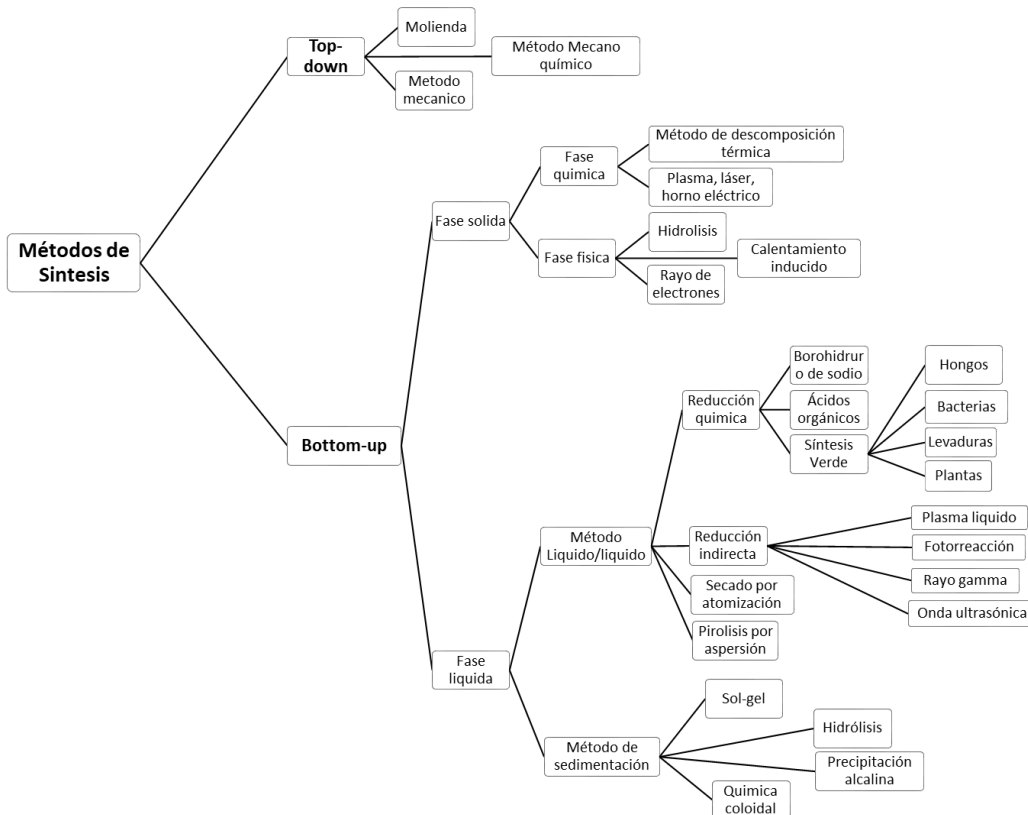 Molienda
Top-
down
Método Mecano
químico
Metodo
mecanico
Método de descomposición
térmica
Fase
quimica
Plasma, láser,
horno eléctrico
Fase solida
Hidrolisis
Fase fisica
Calentamiento
inducido
Rayo de
electrones
Métodos de
Sintesis
Borohidrur
o de sodio
Hongos
Reducción
quimica
Ácidos
orgánicos
Bacterias
Síntesis
Verde
Levaduras
Plantas
Bottom-up
Plasma liquido
Método
Liquido/liquido
Reducción
indirecta
Fotorreacción
Secado por
atomización
Rayo gamma
Onda ultrasónica
Pirolisis por
aspersión
Fase
liquida
Sol-gel
Hidrólisis
Método de
sedimentación
Precipitación
alcalina
Quimica
coloidal